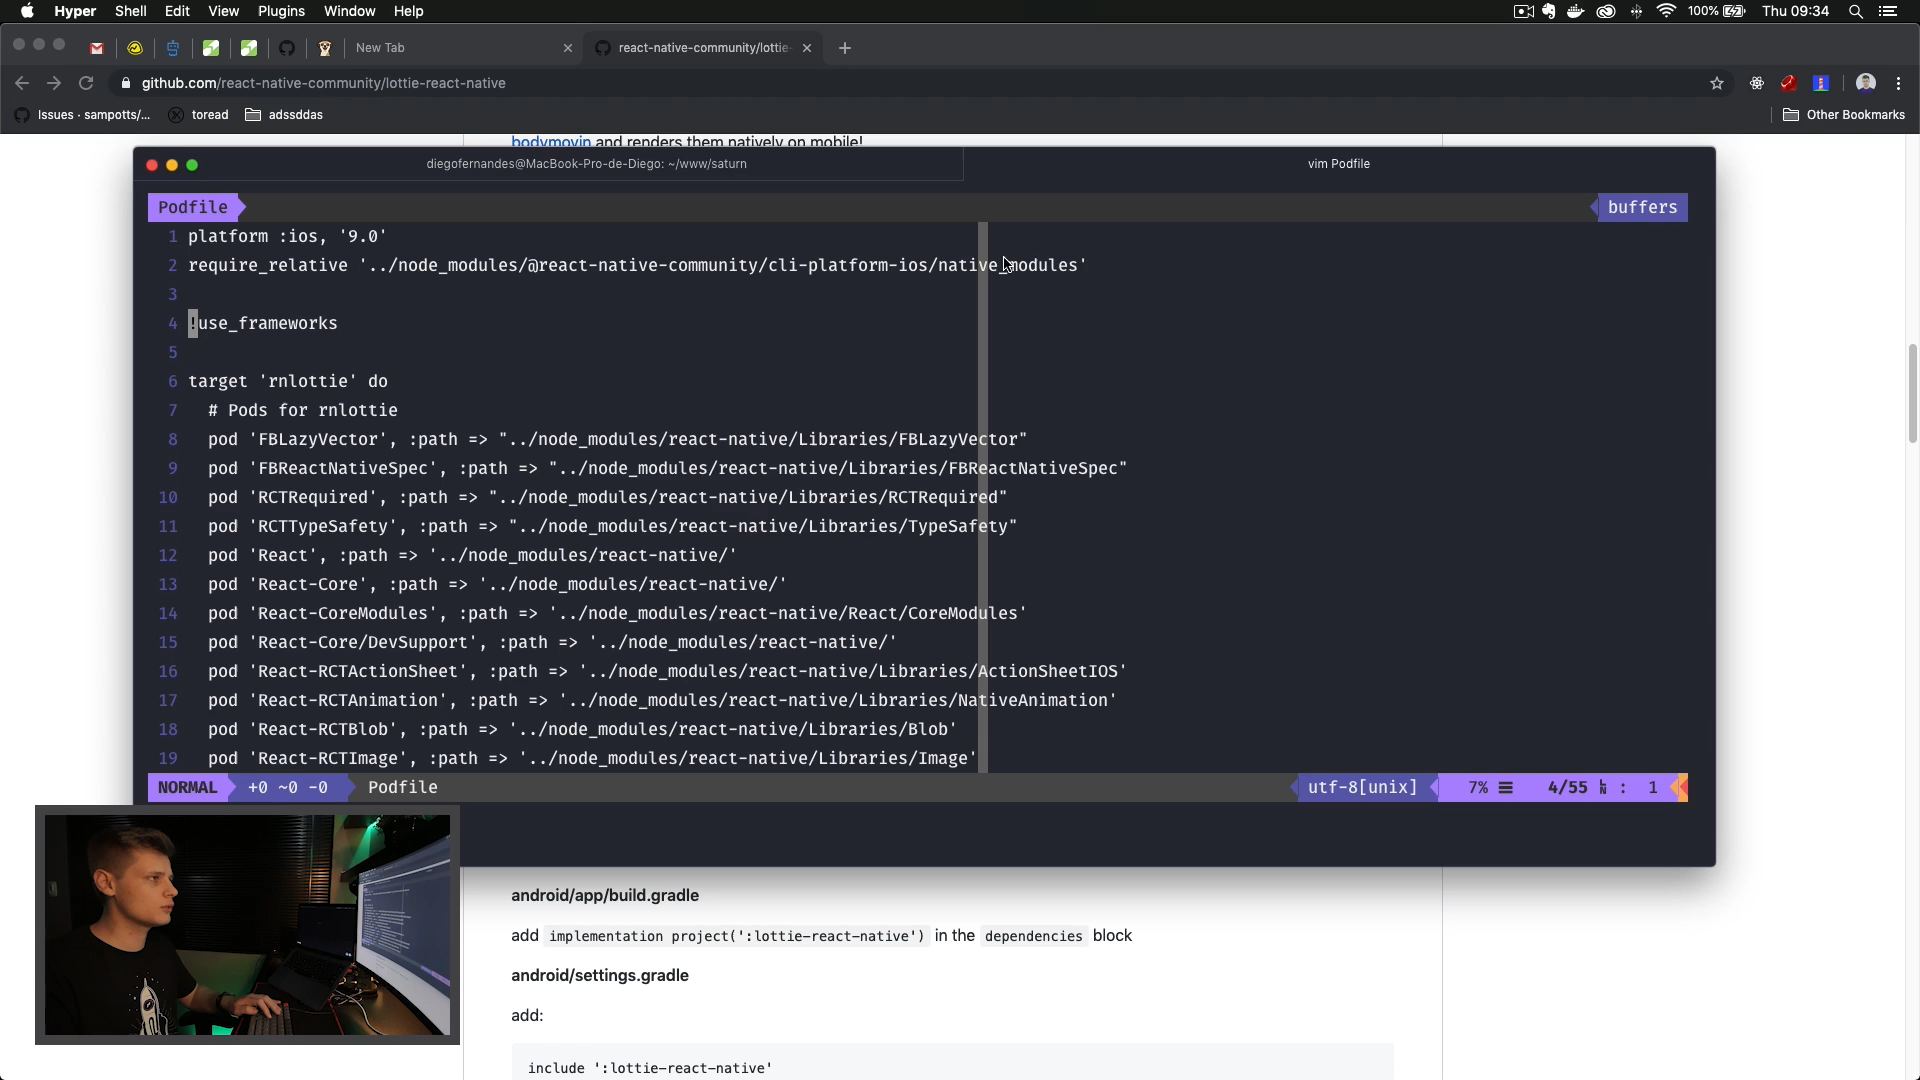 Hyper Shell Edit View Plugins Window Help 100% Thu 09:34
New Tab react-native-community/lottie-
github.com/react-native-community/lottie-react-native
Issues · sampotts/... toread adssddas Other Bookmarks
bodymovin and renders them natively on mobile!
diegofernandes@MacBook-Pro-de-Diego: ~/www/saturn vim Podfile
Podfile buffers
1 platform :ios, '9.0'
2 require_relative '../node_modules/@react-native-community/cli-platform-ios/native_modules'
3
4 !use_frameworks
5
6 target 'rnlottie' do
7 # Pods for rnlottie
8 pod 'FBLazyVector', :path => "../node_modules/react-native/Libraries/FBLazyVector"
9 pod 'FBReactNativeSpec', :path => "../node_modules/react-native/Libraries/FBReactNativeSpec"
10 pod 'RCTRequired', :path => "../node_modules/react-native/Libraries/RCTRequired"
11 pod 'RCTTypeSafety', :path => "../node_modules/react-native/Libraries/TypeSafety"
12 pod 'React', :path => '../node_modules/react-native/'
13 pod 'React-Core', :path => '../node_modules/react-native/'
14 pod 'React-CoreModules', :path => '../node_modules/react-native/React/CoreModules'
15 pod 'React-Core/DevSupport', :path => '../node_modules/react-native/'
16 pod 'React-RCTActionSheet', :path => '../node_modules/react-native/Libraries/ActionSheetIOS'
17 pod 'React-RCTAnimation', :path => '../node_modules/react-native/Libraries/NativeAnimation'
18 pod 'React-RCTBlob', :path => '../node_modules/react-native/Libraries/Blob'
19 pod 'React-RCTImage', :path => '../node_modules/react-native/Libraries/Image'
NORMAL +0 ~0 -0 Podfile utf-8[unix] 7% ☰ 4/55 ㏑ : 1
android/app/build.gradle
add implementation project(':lottie-react-native') in the dependencies block
android/settings.gradle
add:
include ':lottie-react-native'